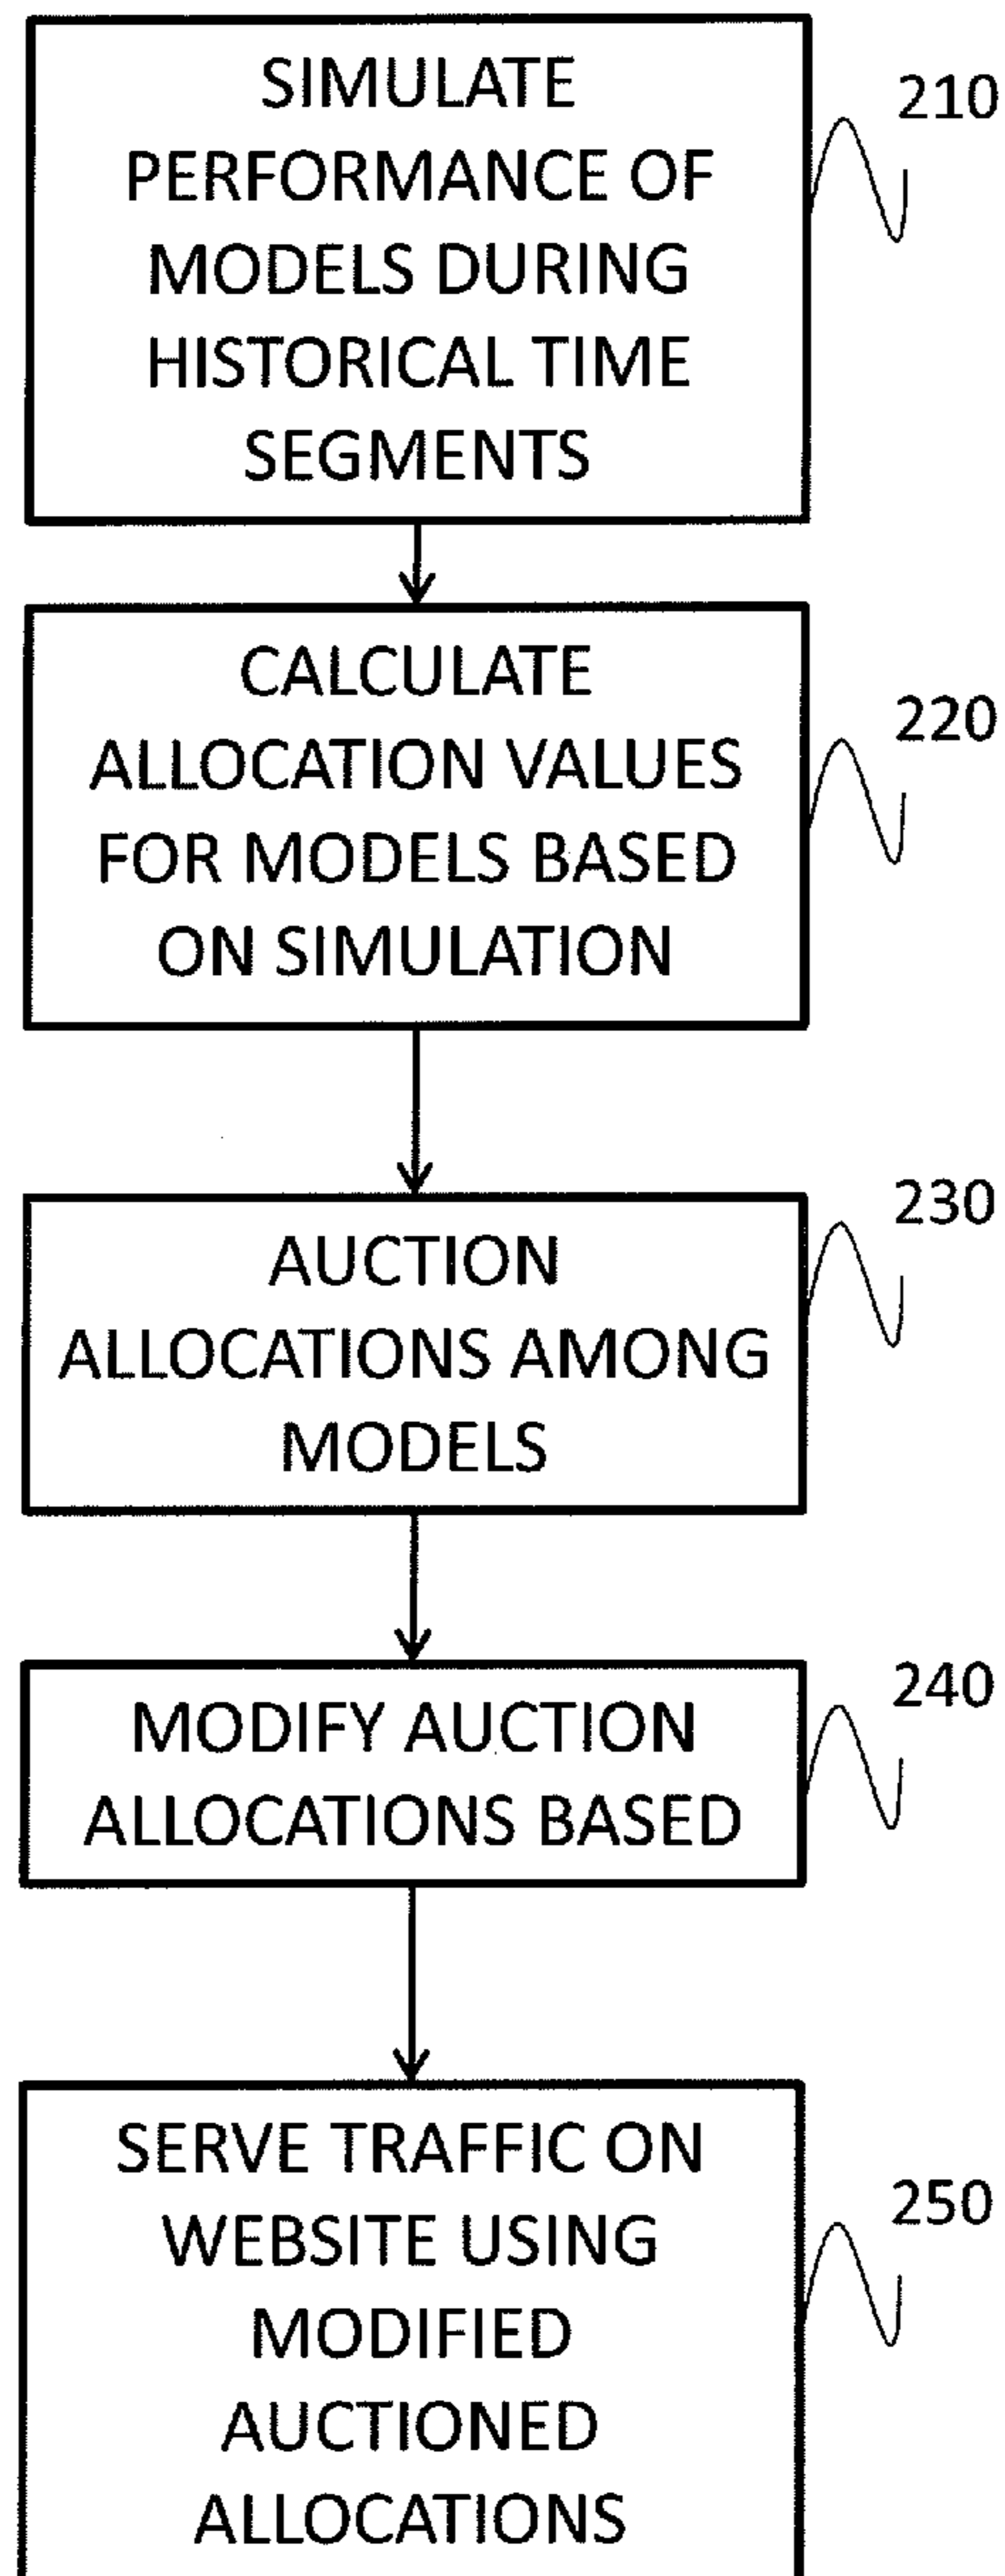 SIMULATE
PERFORMANCE OF
MODELS DURING
HISTORICAL TIME
SEGMENTS
210
CALCULATE
ALLOCATION VALUES
FOR MODELS BASED
ON SIMULATION
220
AUCTION
ALLOCATIONS AMONG
MODELS
230
MODIFY AUCTION
ALLOCATIONS BASED
240
SERVE TRAFFIC ON
WEBSITE USING
MODIFIED
AUCTIONED
ALLOCATIONS
250